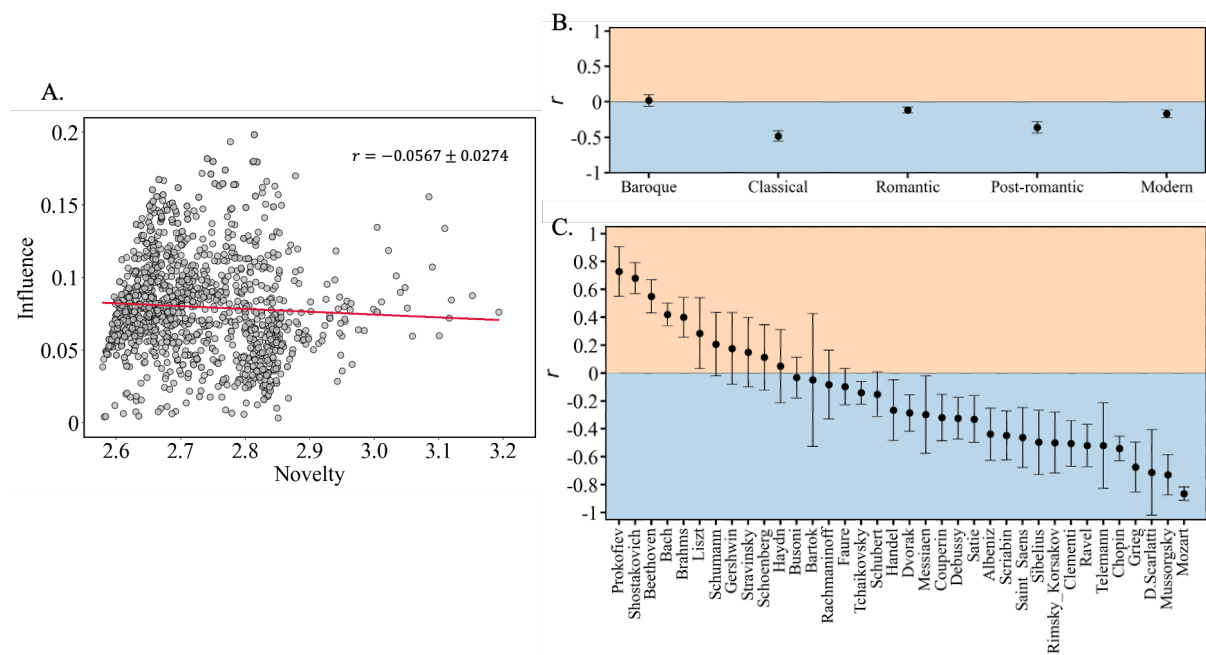 A.
0.2
0.15
0.1
0.05
0
r = −0.0567 ± 0.0274
Influence
2.6 2.7 2.8 2.9 3.0 3.1 3.2
Novelty
B.
1
0.5
0
-0.5
-1
r
Baroque Classical Romantic Post-romantic Modern
C.
1
0.8
0.6
0.4
0.2
0
-0.2
-0.4
-0.6
-0.8
-1
r
Prokofiev
Shostakovich
Beethoven
Bach
Brahms
Liszt
Schumann
Gershwin
Stravinsky
Schoenberg
Haydn
Busoni
Bartok
Rachmaninoff
Faure
Tchaikovsky
Schubert
Handel
Dvorak
Messiaen
Couperin
Debussy
Satie
Albeniz
Scriabin
Saint_Saens
Sibelius
Rimsky_Korsakov
Clementi
Ravel
Telemann
Chopin
Grieg
D.Scarlatti
Mussorgsky
Mozart